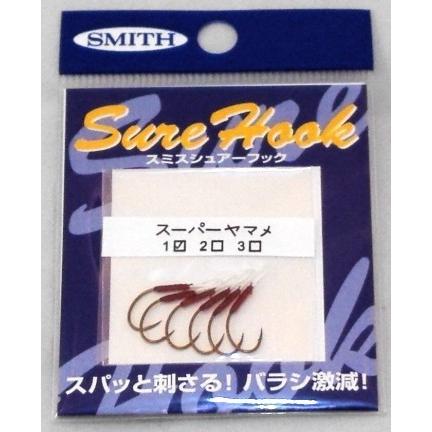 SMITH
Sure Hook
スミスシュアーフック
スーパーヤマメ
1☑ 2☐ 3☐
スパッと刺さる! バラシ激減!